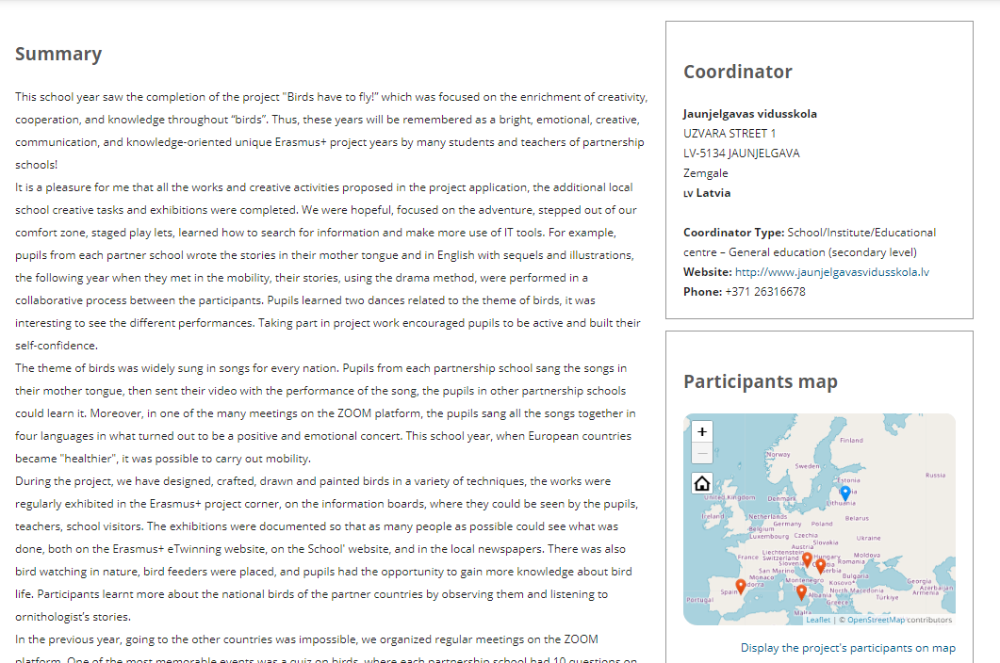 Summary
This school year saw the completion of the project "Birds have to fly!" which was focused on the enrichment of creativity,
cooperation, and knowledge throughout “birds”. Thus, these years will be remembered as a bright, emotional, creative,
communication, and knowledge-oriented unique Erasmus+ project years by many students and teachers of partnership
schools!
It is a pleasure for me that all the works and creative activities proposed in the project application, the additional local
school creative tasks and exhibitions were completed. We were hopeful, focused on the adventure, stepped out of our
comfort zone, staged play lets, learned how to search for information and make more use of IT tools. For example,
pupils from each partner school wrote the stories in their mother tongue and in English with sequels and illustrations,
the following year when they met in the mobility, their stories, using the drama method, were performed in a
collaborative process between the participants. Pupils learned two dances related to the theme of birds, it was
interesting to see the different performances. Taking part in project work encouraged pupils to be active and built their
self-confidence.
The theme of birds was widely sung in songs for every nation. Pupils from each partnership school sang the songs in
their mother tongue, then sent their video with the performance of the song, the pupils in other partnership schools
could learn it. Moreover, in one of the many meetings on the ZOOM platform, the pupils sang all the songs together in
four languages in what turned out to be a positive and emotional concert. This school year, when European countries
became "healthier", it was possible to carry out mobility.
During the project, we have designed, crafted, drawn and painted birds in a variety of techniques, the works were
regularly exhibited in the Erasmus+ project corner, on the information boards, where they could be seen by the pupils,
teachers, school visitors. The exhibitions were documented so that as many people as possible could see what was
done, both on the Erasmus+ eTwinning website, on the School' website, and in the local newspapers. There was also
bird watching in nature, bird feeders were placed, and pupils had the opportunity to gain more knowledge about bird
life. Participants learnt more about the national birds of the partner countries by observing them and listening to
ornithologist’s stories.
In the previous year, going to the other countries was impossible, we organized regular meetings on the ZOOM
platform. One of the most memorable events was a quiz on birds, where each partnership school had 10 questions on
Coordinator
Jaunjelgavas vidusskola
UZVARA STREET 1
LV-5134 JAUNJELGAVA
Zemgale
LV Latvia
Coordinator Type: School/Institute/Educational
centre – General education (secondary level)
Website: http://www.jaunjelgavasvidusskola.lv
Phone: +371 26316678
Participants map
+
−
Finland
Norway
Sweden
Russia
Estonia
United Kingdom
Denmark
Lithuania
Ireland
Netherlands
Belarus
Germany
Poland
Belgium
Luxembourg
Czechia
Ukraine
Slovakia
Austria
Liechtenstein
France
Switzerland
Hungary
Moldova
Romania
San Marino
Serbia
Monaco
Montenegro
Bulgaria
Kosovo*
Georgia
Spain
North Macedonia
Azerbaijan
Portugal
Albania
Türkiye
Armenia
Greece
Malta
Leaflet | © OpenStreetMap contributors
Display the project's participants on map